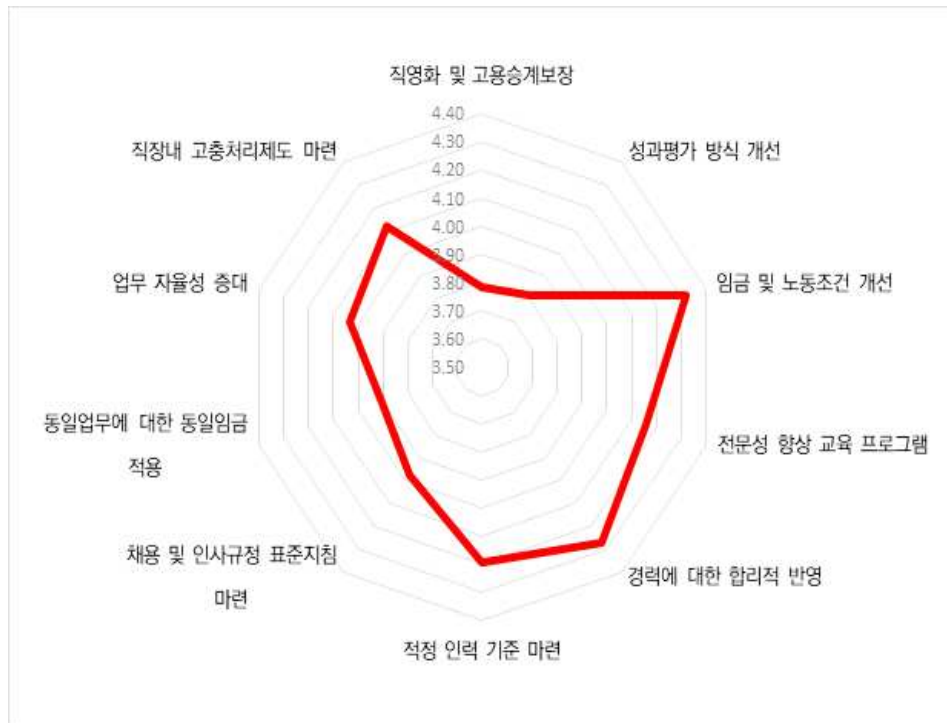 직영화 및 고용승계보장
4.40
4.30
4.20
4.10
4.00
3.90
3.80
3.70
3.60
3.50
성과평가 방식 개선
임금 및 노동조건 개선
전문성 향상 교육 프로그램
경력에 대한 합리적 반영
적정 인력 기준 마련
채용 및 인사규정 표준지침
마련
동일업무에 대한 동일임금
적용
업무 자율성 증대
직장내 고충처리제도 마련